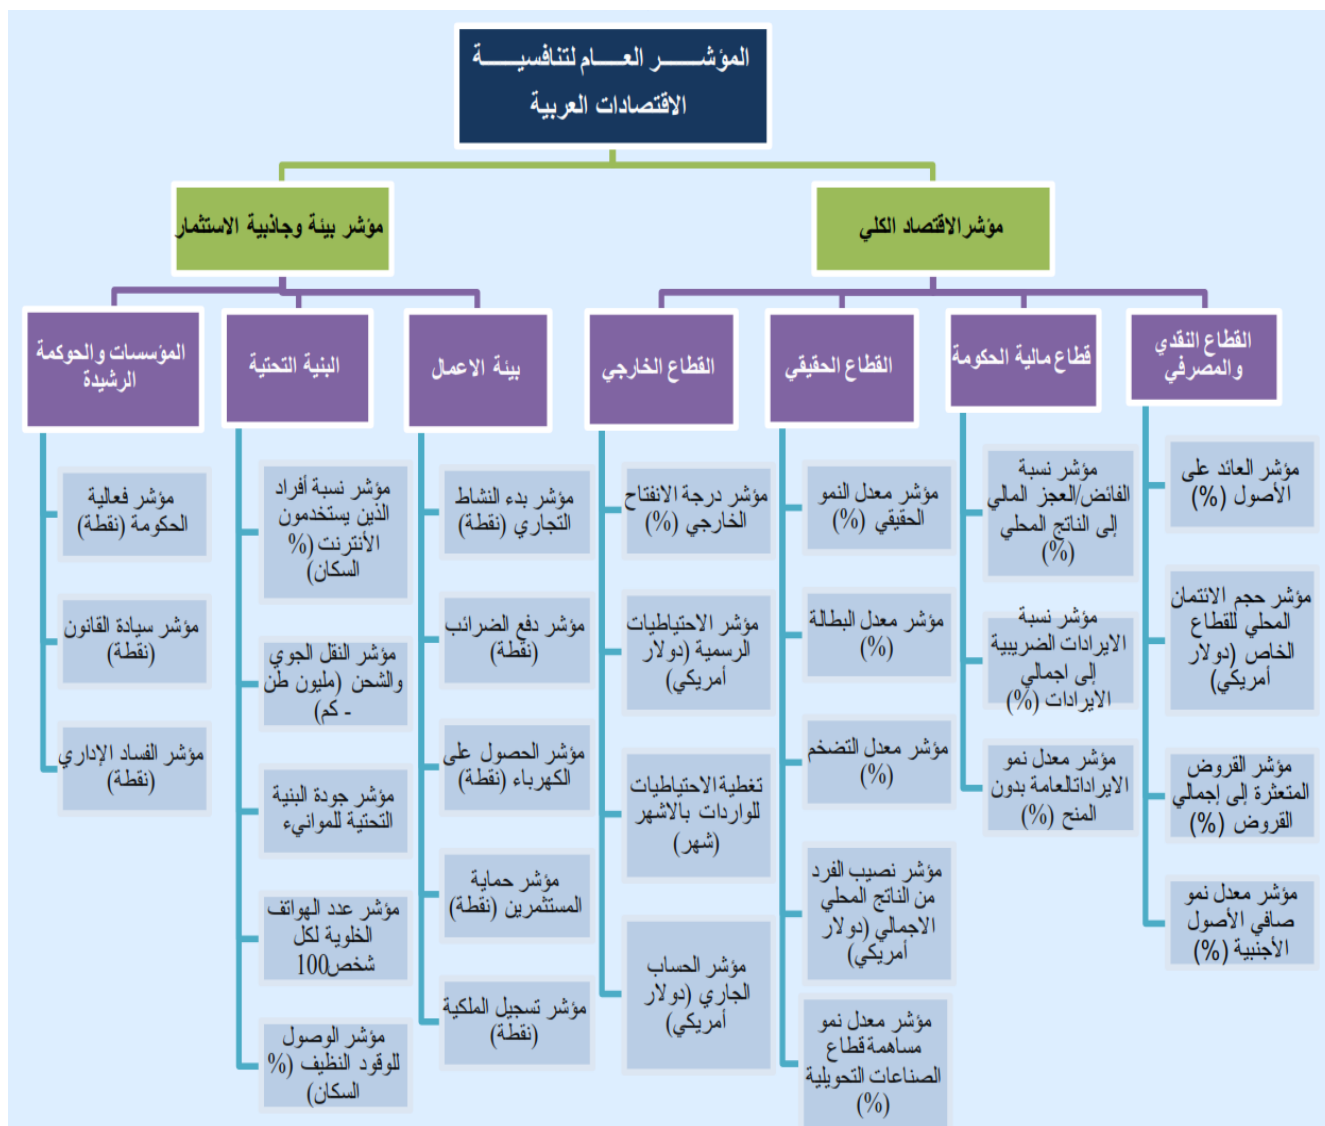 المؤشر العام لتنافسية
الاقتصادات العربية
مؤشر الاقتصاد الكلي
مؤشر بيئة وجاذبية الاستثمار
القطاع النقدي
والمصرفي
قطاع مالية الحكومة
القطاع الحقيقي
القطاع الخارجي
بيئة الاعمال
البنية التحتية
المؤسسات والحوكمة
الرشيدة
مؤشر العائد على
الأصول (%)
مؤشر حجم الائتمان
المحلي للقطاع
الخاص (دولار
أمريكي)
مؤشر القروض
المتعثرة إلى إجمالي
القروض (%)
مؤشر معدل نمو
صافي الأصول
الأجنبية (%)
مؤشر نسبة
الفائض/العجز المالي
إلى الناتج المحلي
(%)
مؤشر نسبة
الايرادات الضريبية
إلى اجمالي
الايرادات (%)
مؤشر معدل نمو
الايراداتالعامة بدون
المنح (%)
مؤشر معدل النمو
الحقيقي (%)
مؤشر معدل البطالة
(%)
مؤشر معدل التضخم
(%)
مؤشر نصيب الفرد
من الناتج المحلي
الاجمالي (دولار
أمريكي)
مؤشر معدل نمو
مساهمة قطاع
الصناعات التحويلية
(%)
مؤشر درجة الانفتاح
الخارجي (%)
مؤشر الاحتياطيات
الرسمية (دولار
أمريكي)
تغطية الاحتياطيات
للواردات بالاشهر
(شهر)
مؤشر الحساب
الجاري (دولار
أمريكي)
مؤشر بدء النشاط
التجاري (نقطة)
مؤشر دفع الضرائب
(نقطة)
مؤشر الحصول على
الكهرباء (نقطة)
مؤشر حماية
المستثمرين (نقطة)
مؤشر تسجيل الملكية
(نقطة)
مؤشر نسبة أفراد
الذين يستخدمون
الأنترنت (%
السكان)
مؤشر النقل الجوي
والشحن (مليون طن
- كم)
مؤشر جودة البنية
التحتية للموانيء
مؤشر عدد الهواتف
الخلوية لكل
شخص100
مؤشر الوصول
للوقود النظيف (%
السكان)
مؤشر فعالية
الحكومة (نقطة)
مؤشر سيادة القانون
(نقطة)
مؤشر الفساد الإداري
(نقطة)